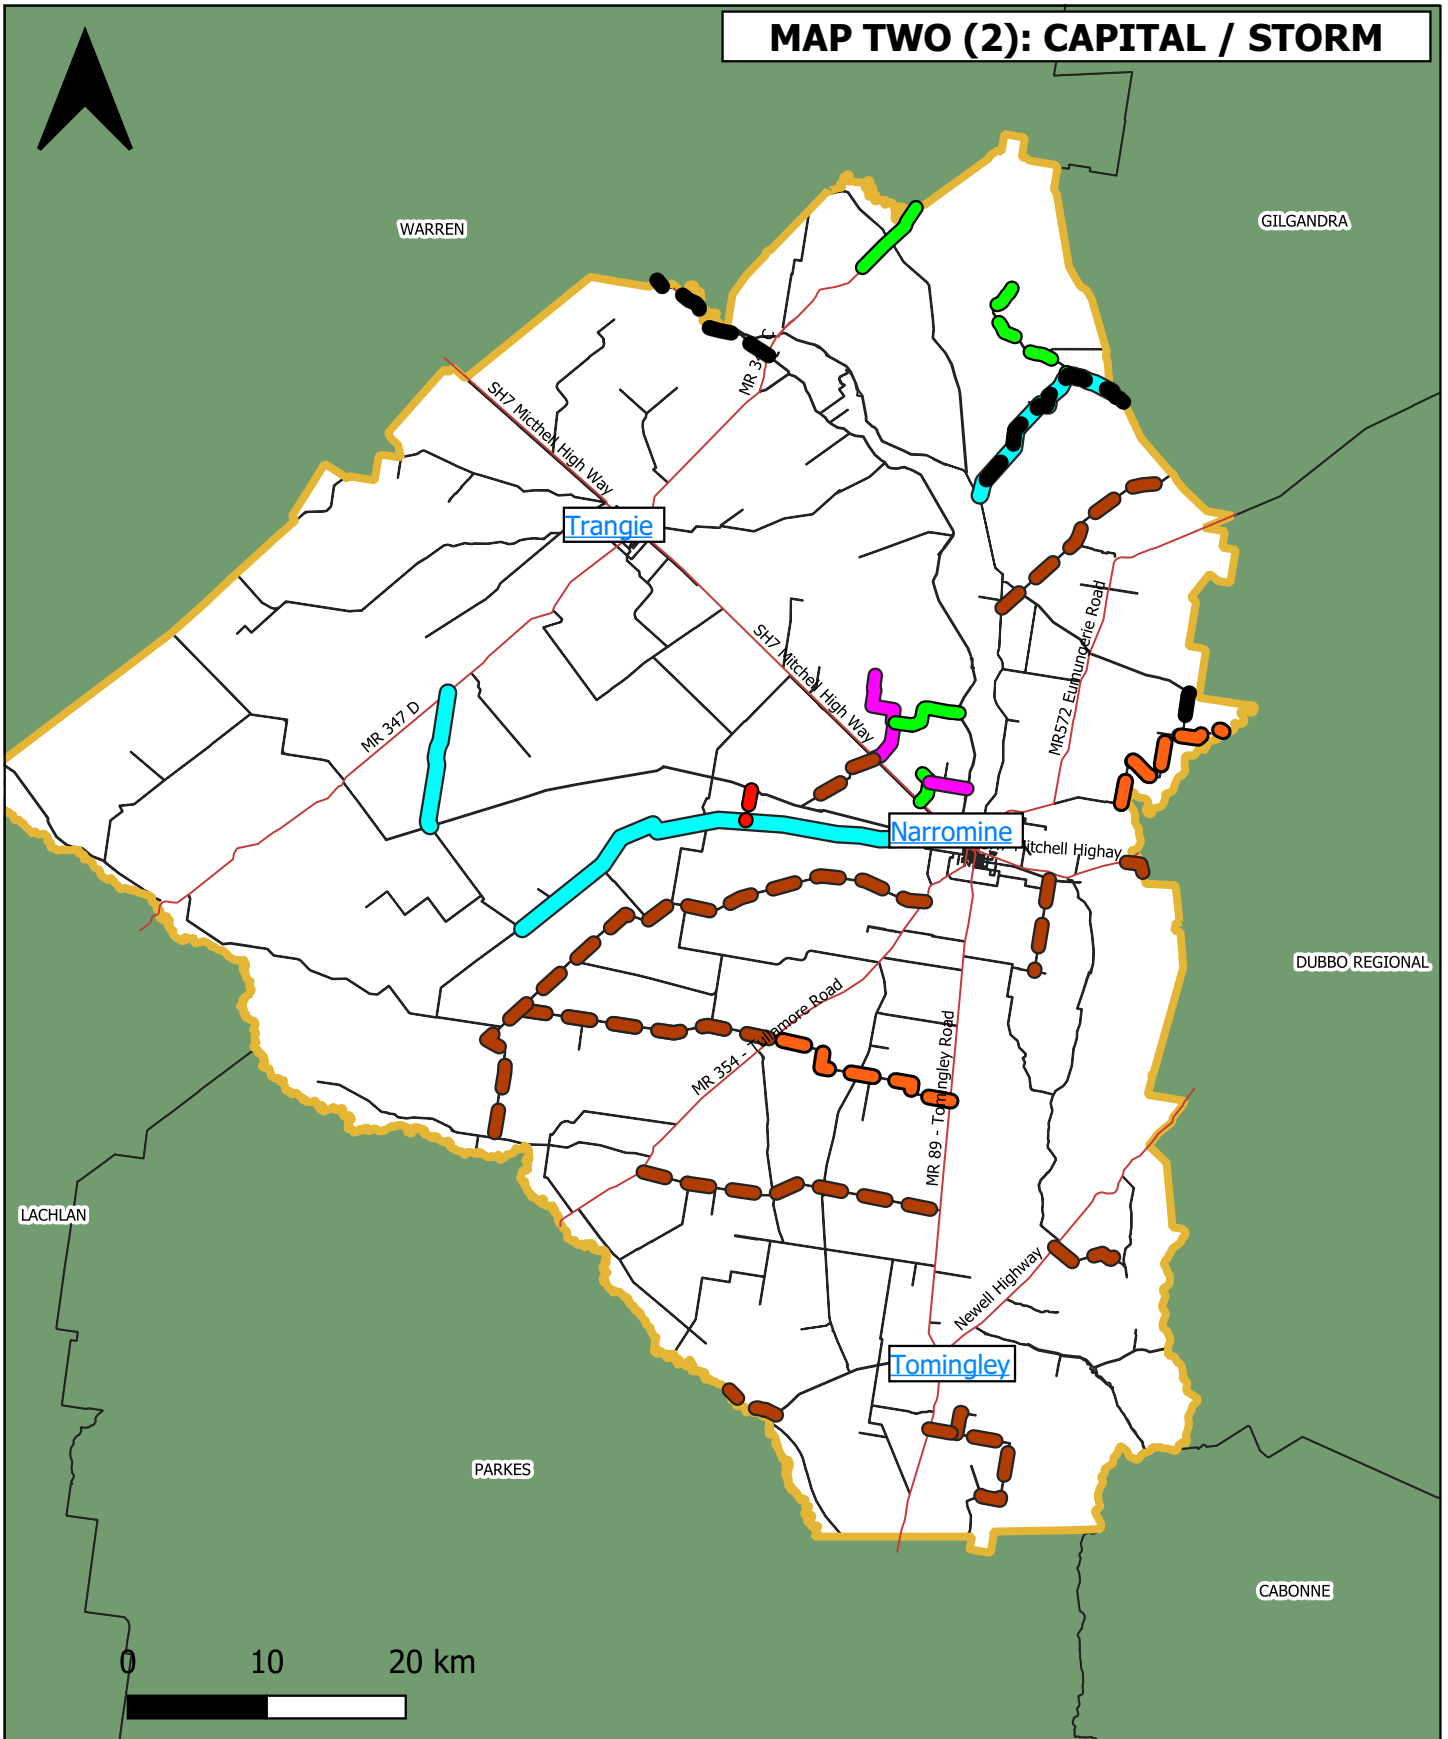 MAP TWO (2): CAPITAL / STORM
WARREN
GILGANDRA
SH7 Micthell High Way
Trangie
SH7 Mitchell High Way
MR572 Eumungerie Road
MR 347 D
Narromine
Mitchell Highay
DUBBO REGIONAL
MR 354 - Tullamore Road
MR 89 - Tomingley Road
LACHLAN
Newell Highway
Tomingley
PARKES
CABONNE
0 10 20 km